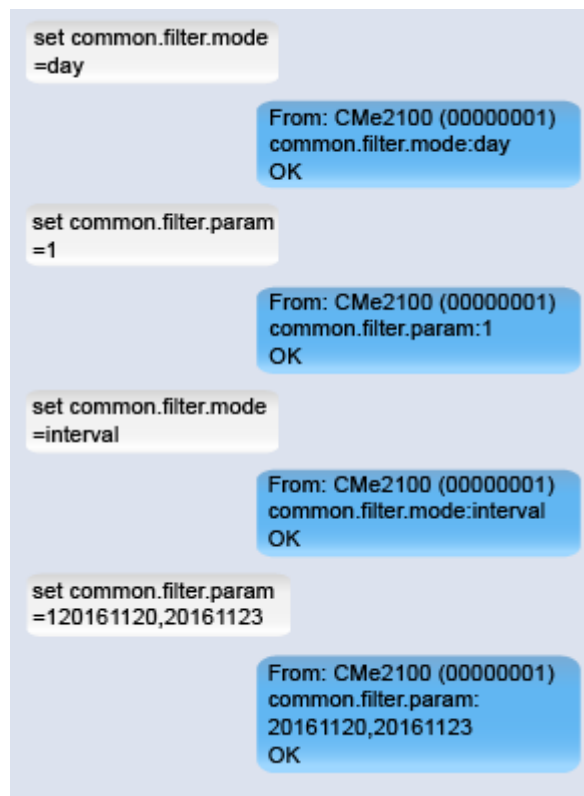 set common.filter.mode
=day
From: CMe2100 (00000001)
common.filter.mode:day
OK
set common.filter.param
=1
From: CMe2100 (00000001)
common.filter.param:1
OK
set common.filter.mode
=interval
From: CMe2100 (00000001)
common.filter.mode:interval
OK
set common.filter.param
=120161120,20161123
From: CMe2100 (00000001)
common.filter.param:
20161120,20161123
OK